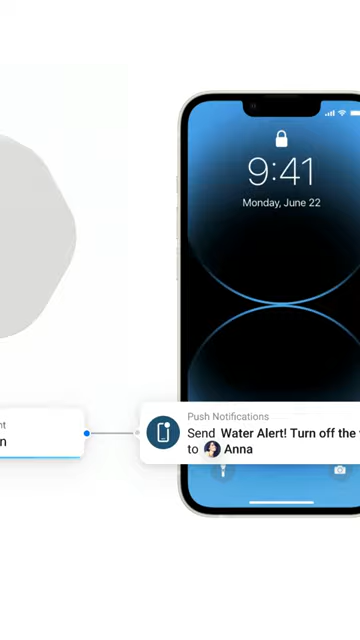 9:41
Monday, June 22
Push Notifications
Send Water Alert! Turn off the
to Anna